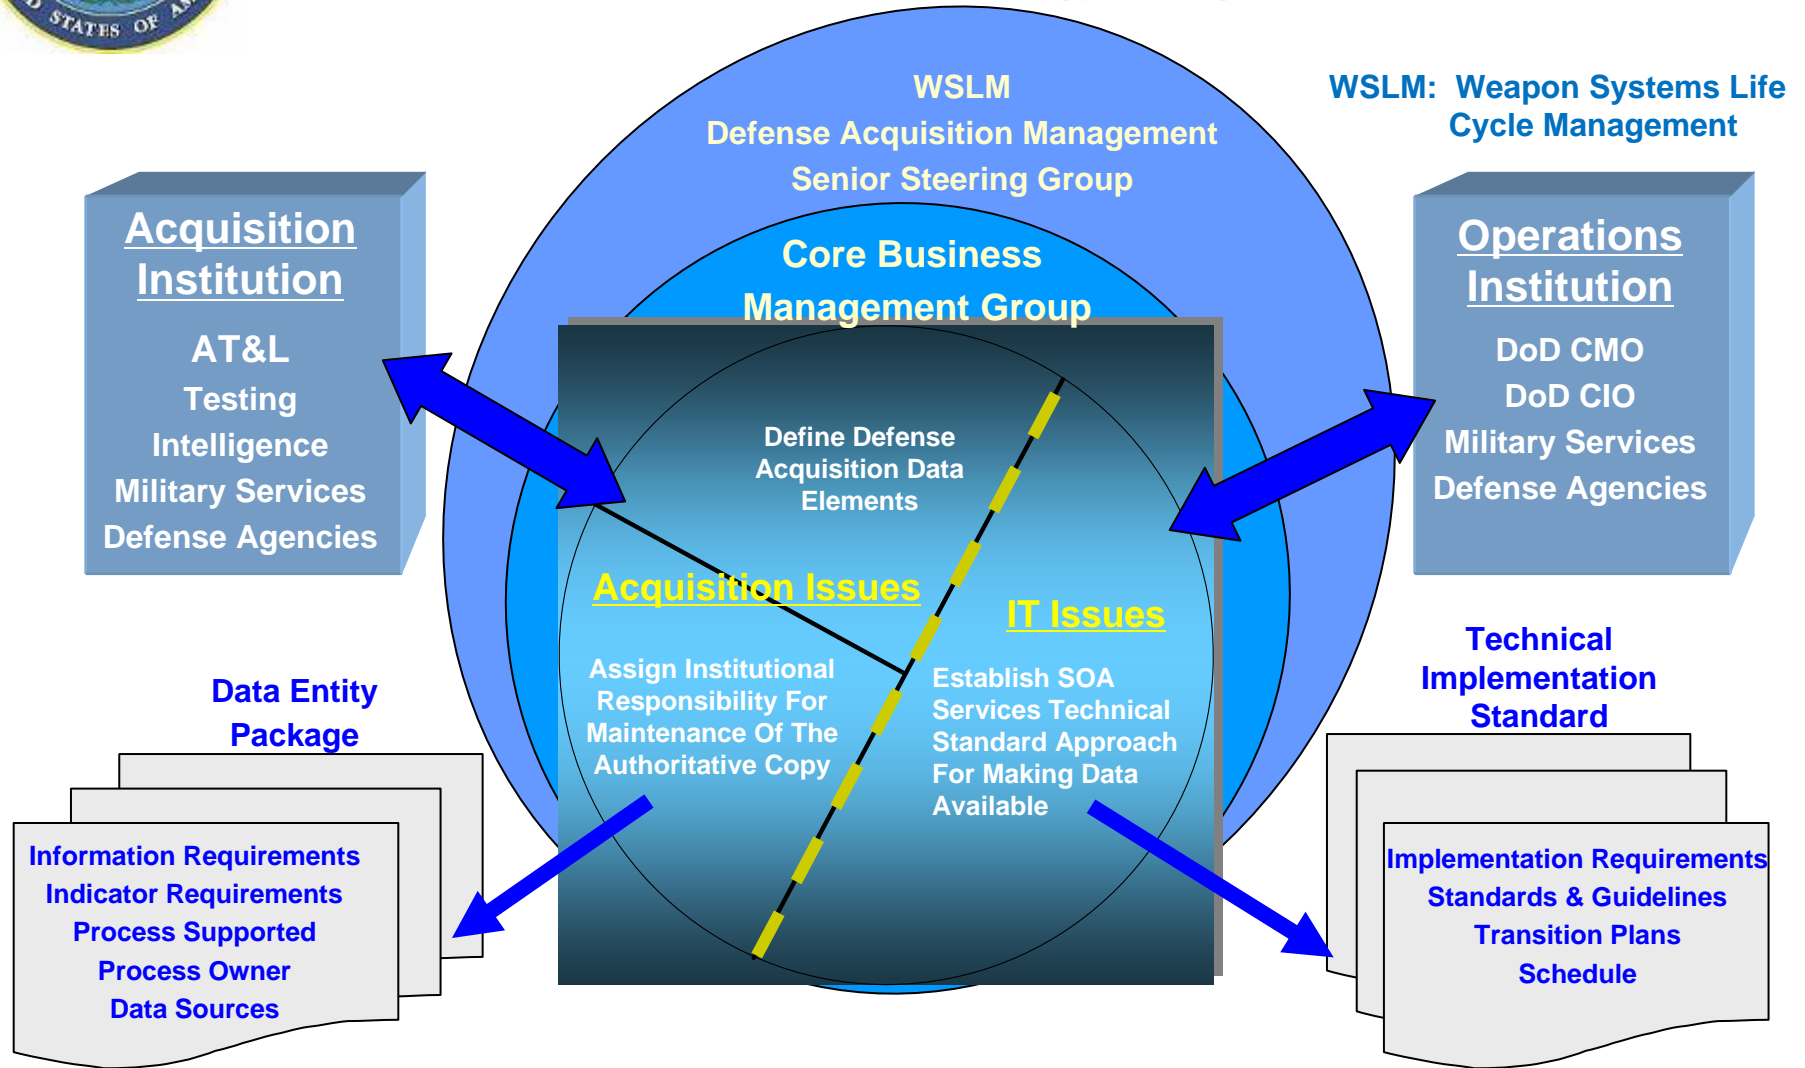 STATES OF
WSLM
Defense Acquisition Management
Senior Steering Group
WSLM: Weapon Systems Life
Cycle Management
Acquisition
Institution
AT&L
Testing
Intelligence
Military Services
Defense Agencies
Core Business
Management Group
Operations
Institution
DoD CMO
DoD CIO
Military Services
Defense Agencies
Define Defense
Acquisition Data
Elements
Acquisition Issues
IT Issues
Assign Institutional
Responsibility For
Maintenance Of The
Authoritative Copy
Establish SOA
Services Technical
Standard Approach
For Making Data
Available
Data Entity
Package
Information Requirements
Indicator Requirements
Process Supported
Process Owner
Data Sources
Technical
Implementation
Standard
Implementation Requirements
Standards & Guidelines
Transition Plans
Schedule